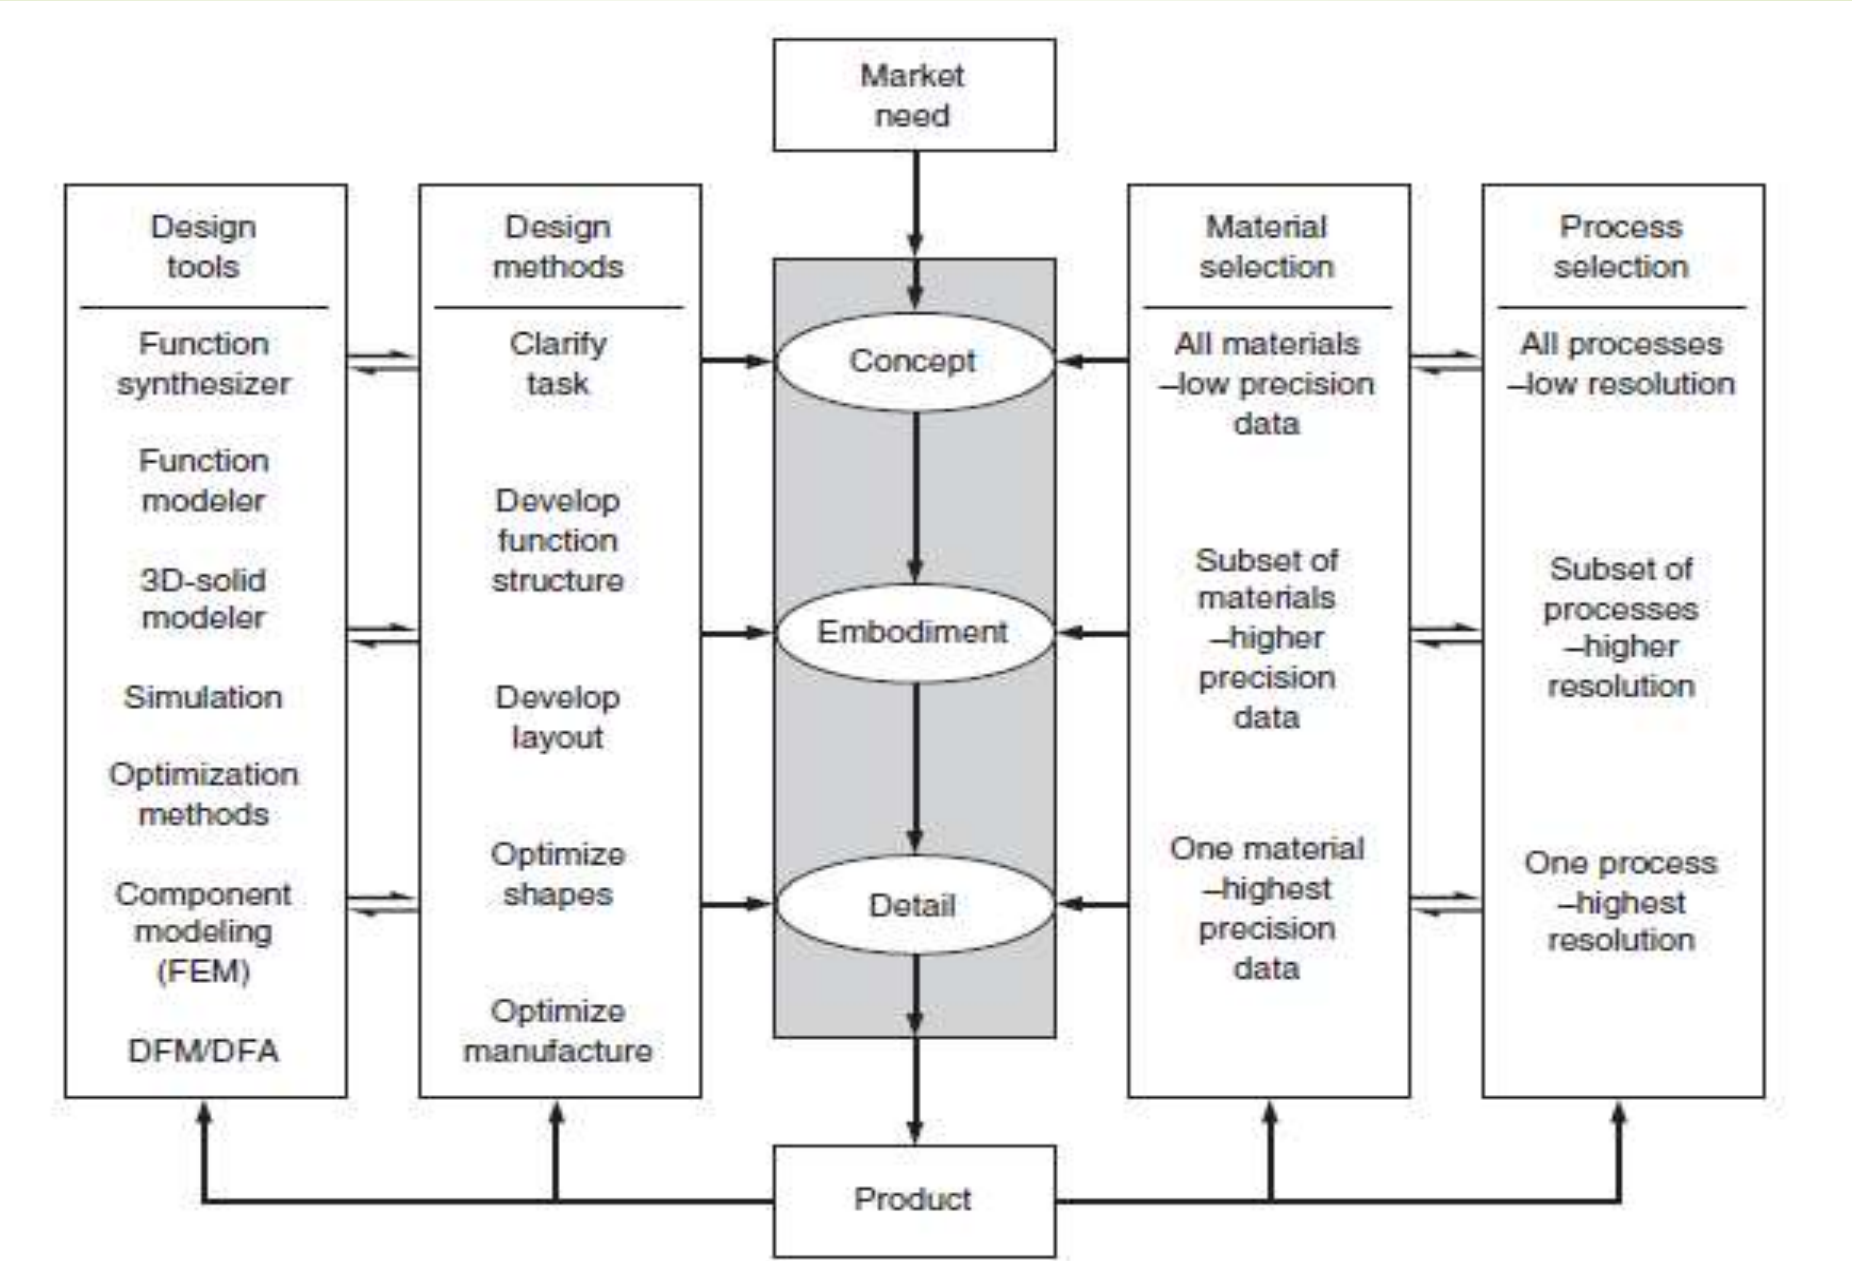 Market
need
Design
tools
Function
synthesizer
Function
modeler
3D-solid
modeler
Simulation
Optimization
methods
Component
modeling
(FEM)
DFM/DFA
Design
methods
Clarify
task
Develop
function
structure
Develop
layout
Optimize
shapes
Optimize
manufacture
Concept
Embodiment
Detail
Product
Material
selection
All materials
–low precision
data
Subset of
materials
–higher
precision
data
One material
–highest
precision
data
Process
selection
All processes
–low resolution
Subset of
processes
–higher
resolution
One process
–highest
resolution